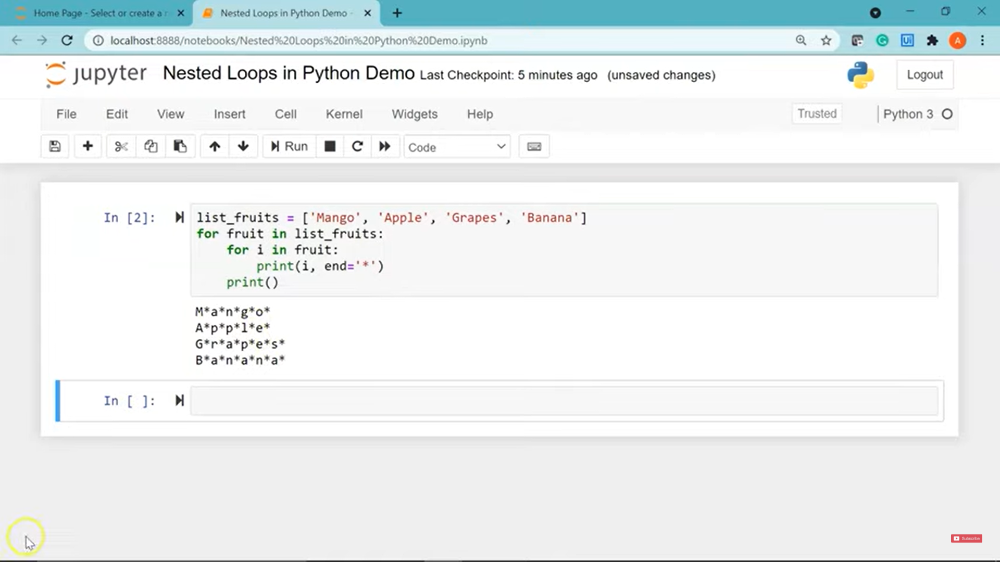 Home Page - Select or create a n
Nested Loops in Python Demo -
localhost:8888/notebooks/Nested%20Loops%20in%20Python%20Demo.ipynb
Ui
A
jupyter Nested Loops in Python Demo Last Checkpoint: 5 minutes ago (unsaved changes)
Logout
File Edit View Insert Cell Kernel Widgets Help
Trusted
Python 3
Run
Code
In [2]:
list_fruits = ['Mango', 'Apple', 'Grapes', 'Banana']
for fruit in list_fruits:
    for i in fruit:
        print(i, end='*')
    print()
M*a*n*g*o*
A*p*p*l*e*
G*r*a*p*e*s*
B*a*n*a*n*a*
In [ ]:
Subscribe